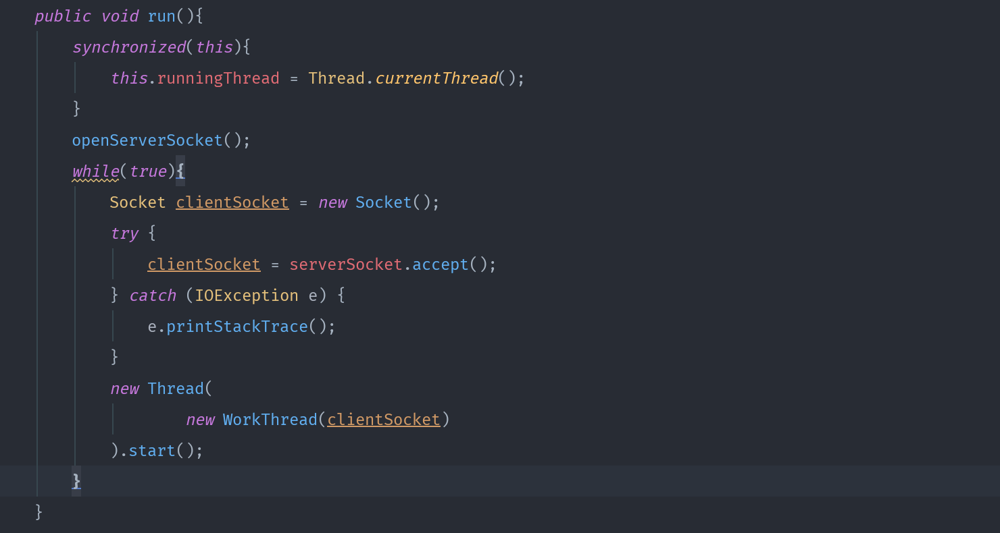 public void run(){
    synchronized(this){
        this.runningThread = Thread.currentThread();
    }
    openServerSocket();
    while(true){
        Socket clientSocket = new Socket();
        try {
            clientSocket = serverSocket.accept();
        } catch (IOException e) {
            e.printStackTrace();
        }
        new Thread(
                new WorkThread(clientSocket)
        ).start();
    }
}